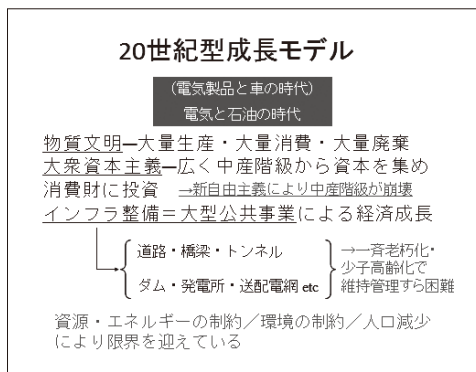 20世紀型成長モデル
(電気製品と車の時代)
電気と石油の時代
物質文明―大量生産・大量消費・大量廃棄
大衆資本主義―広く中産階級から資本を集め
消費財に投資 →新自由主義により中産階級が崩壊
インフラ整備=大型公共事業による経済成長
道路・橋梁・トンネル
ダム・発電所・送配電網 etc
→一斉老朽化・
少子高齢化で
維持管理すら困難
資源・エネルギーの制約/環境の制約/人口減少
により限界を迎えている